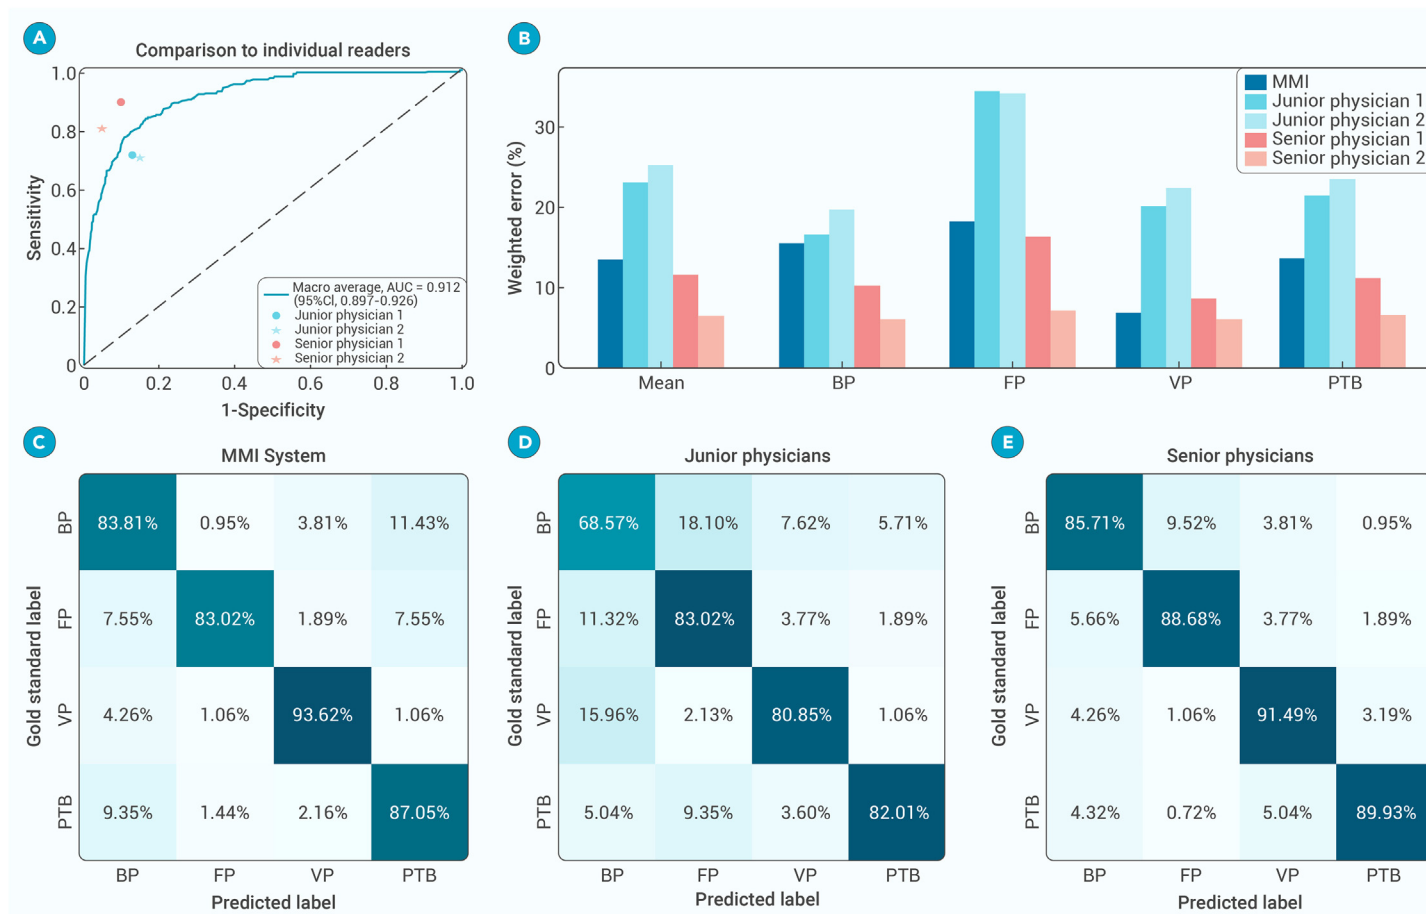 A
Comparison to individual readers
Sensitivity
1.0
0.8
0.6
0.4
0.2
0
0 0.2 0.4 0.6 0.8 1.0
1-Specificity
Macro average, AUC = 0.912
(95%CI, 0.897-0.926)
Junior physician 1
Junior physician 2
Senior physician 1
Senior physician 2
B
Weighted error (%)
30
20
10
0
Mean BP FP VP PTB
MMI
Junior physician 1
Junior physician 2
Senior physician 1
Senior physician 2
C
MMI System
Gold standard label
BP 83.81% 0.95% 3.81% 11.43%
FP 7.55% 83.02% 1.89% 7.55%
VP 4.26% 1.06% 93.62% 1.06%
PTB 9.35% 1.44% 2.16% 87.05%
BP FP VP PTB
Predicted label
D
Junior physicians
Gold standard label
BP 68.57% 18.10% 7.62% 5.71%
FP 11.32% 83.02% 3.77% 1.89%
VP 15.96% 2.13% 80.85% 1.06%
PTB 5.04% 9.35% 3.60% 82.01%
BP FP VP PTB
Predicted label
E
Senior physicians
Gold standard label
BP 85.71% 9.52% 3.81% 0.95%
FP 5.66% 88.68% 3.77% 1.89%
VP 4.26% 1.06% 91.49% 3.19%
PTB 4.32% 0.72% 5.04% 89.93%
BP FP VP PTB
Predicted label